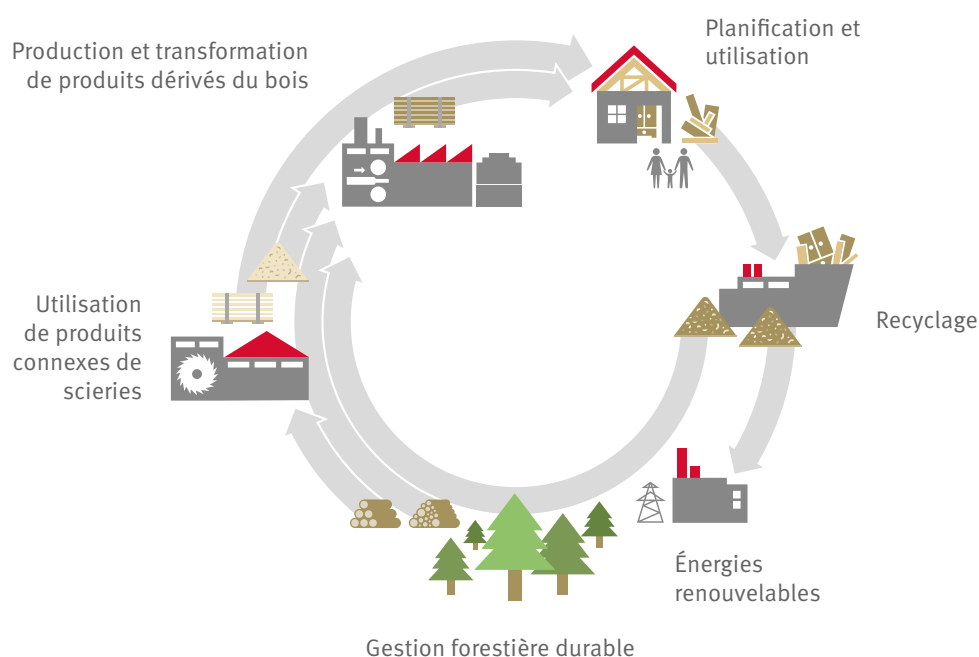 Production et transformation
de produits dérivés du bois
Planification et
utilisation
Utilisation
de produits
connexes de
scieries
Recyclage
Énergies
renouvelables
Gestion forestière durable